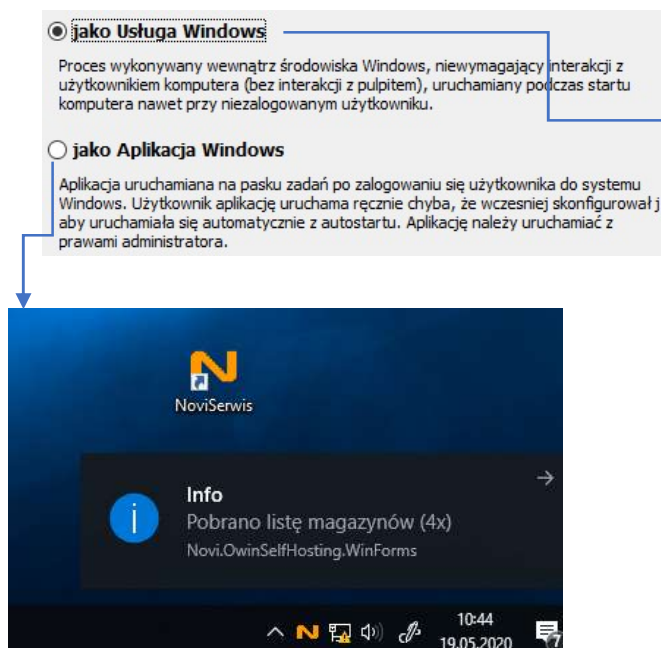 jako Usługa Windows
Proces wykonywany wewnątrz środowiska Windows, niewymagający interakcji z
użytkownikiem komputera (bez interakcji z pulpitem), uruchamiany podczas startu
komputera nawet przy niezalogowanym użytkowniku.
jako Aplikacja Windows
Aplikacja uruchamiana na pasku zadań po zalogowaniu się użytkownika do systemu
Windows. Użytkownik aplikację uruchama ręcznie chyba, że wczesniej skonfigurował j
aby uruchamiała się automatycznie z autostartu. Aplikację należy uruchamiać z
prawami administratora.
NoviSerwis
Info
Pobrano listę magazynów (4x)
Novi.OwinSelfHosting.WinForms
10:44
19.05.2020
7